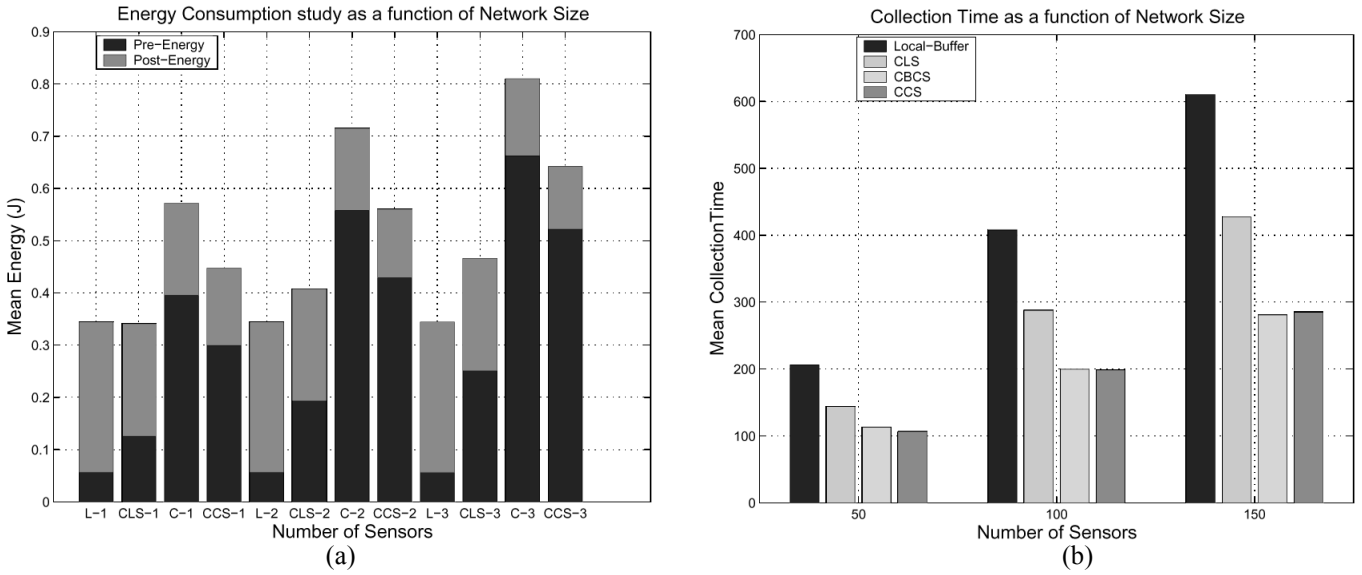 Energy Consumption study as a function of Network Size
0.9
0.8
0.7
0.6
0.5
0.4
0.3
0.2
0.1
0
Mean Energy (J)
Pre−Energy
Post−Energy
L−1 CLS−1 C−1 CCS−1 L−2 CLS−2 C−2 CCS−2 L−3 CLS−3 C−3 CCS−3
Number of Sensors
(a)
Collection Time as a function of Network Size
700
600
500
400
300
200
100
0
Mean CollectionTime
Local−Buffer
CLS
CBCS
CCS
50 100 150
Number of Sensors
(b)